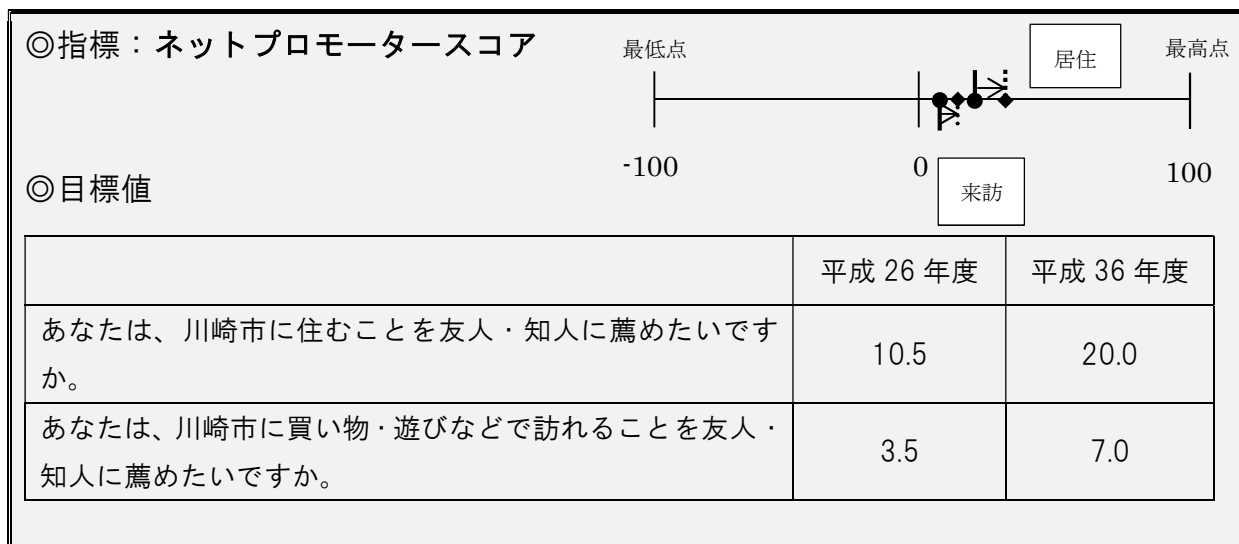 ◎指標：ネットプロモータースコア
最低点
居住
最高点
-100
0
100
来訪
◎目標値
平成 26 年度
平成 36 年度
あなたは、川崎市に住むことを友人・知人に薦めたいです
か。
10.5
20.0
あなたは、川崎市に買い物・遊びなどで訪れることを友人・
知人に薦めたいですか。
3.5
7.0